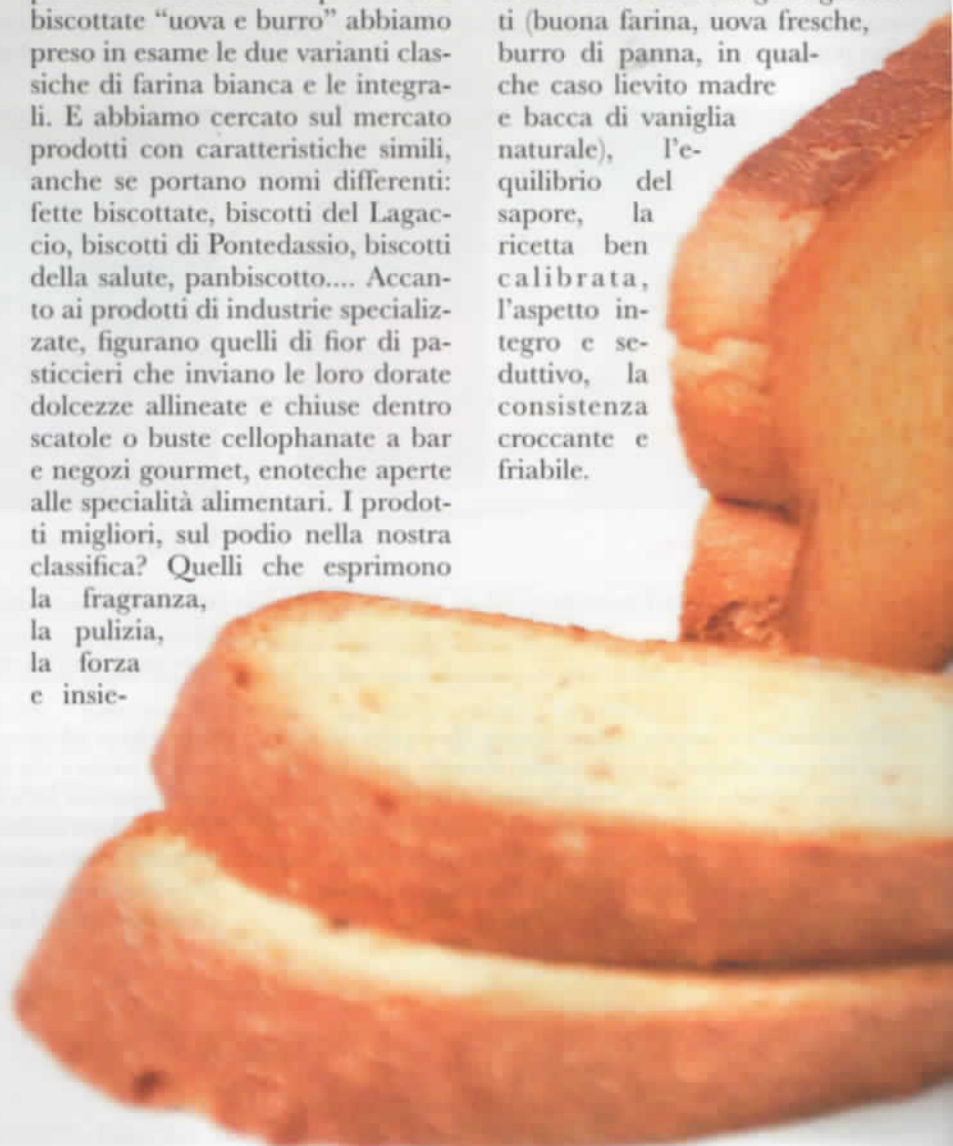 biscottate “uova e burro” abbiamo
preso in esame le due varianti clas-
siche di farina bianca e le integra-
li. E abbiamo cercato sul mercato
prodotti con caratteristiche simili,
anche se portano nomi differenti:
fette biscottate, biscotti del Lagac-
cio, biscotti di Pontedassio, biscotti
della salute, panbiscotto.... Accan-
to ai prodotti di industrie specializ-
zate, figurano quelli di fior di pa-
sticcieri che inviano le loro dorate
dolcezze allineate e chiuse dentro
scatole o buste cellophanate a bar
e negozi gourmet, enoteche aperte
alle specialità alimentari. I prodot-
ti migliori, sul podio nella nostra
classifica? Quelli che esprimono
la fragranza,
la pulizia,
la forza
e insie-
ti (buona farina, uova fresche,
burro di panna, in qual-
che caso lievito madre
e bacca di vaniglia
naturale), l'e-
quilibrio del
sapore, la
ricetta ben
calibrata,
l'aspetto in-
tegro e se-
duttivo, la
consistenza
croccante e
friabile.